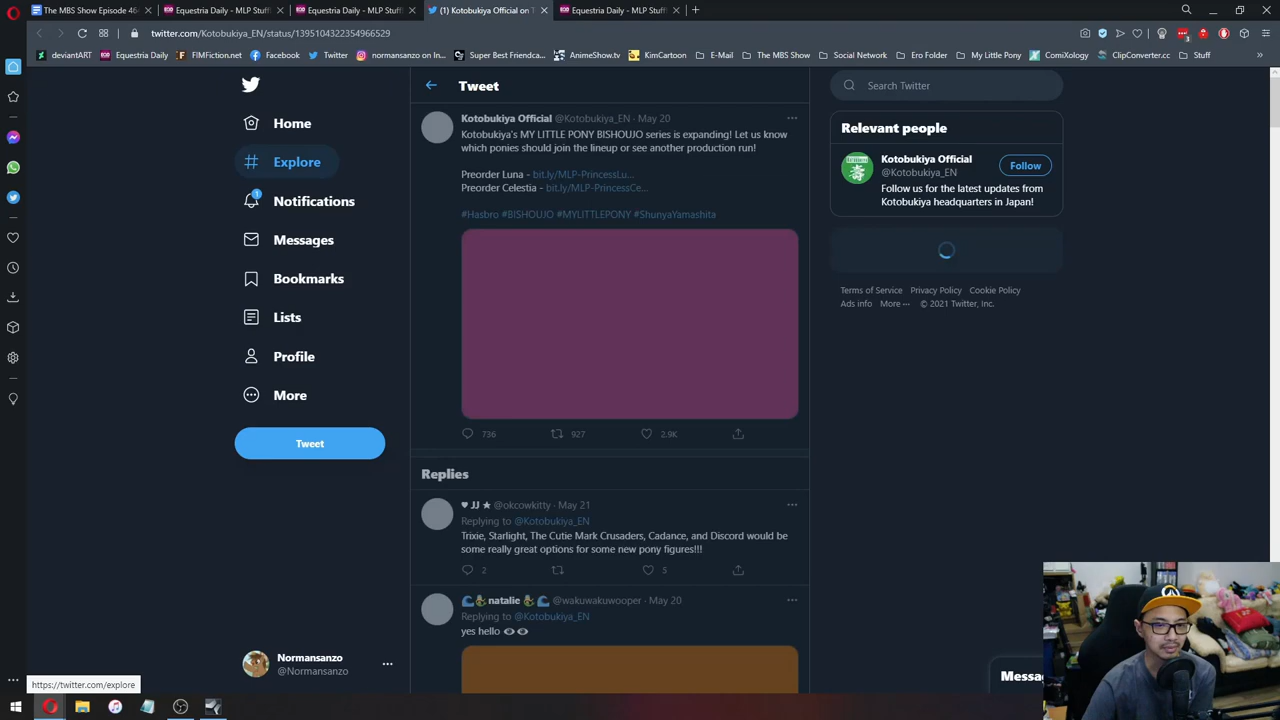 The MBS Show Episode 46
Equestria Daily - MLP Stuff!
Equestria Daily - MLP Stuff!
(1) Kotobukiya Official on T
Equestria Daily - MLP Stuff!
twitter.com/Kotobukiya_EN/status/1395104322354966529
deviantART
Equestria Daily
FIMFiction.net
Facebook
Twitter
normansanzo on In...
Super Best Friendca...
AnimeShow.tv
KimCartoon
E-Mail
The MBS Show
Social Network
Ero Folder
My Little Pony
ComiXology
ClipConverter.cc
Stuff
Home
Explore
1
Notifications
Messages
Bookmarks
Lists
Profile
More
Tweet
Normansanzo
@Normansanzo
https://twitter.com/explore
Tweet
Kotobukiya Official @Kotobukiya_EN · May 20
Kotobukiya's MY LITTLE PONY BISHOUJO series is expanding! Let us know
which ponies should join the lineup or see another production run!
Preorder Luna - bit.ly/MLP-PrincessLu...
Preorder Celestia - bit.ly/MLP-PrincessCe...
#Hasbro #BISHOUJO #MYLITTLEPONY #ShunyaYamashita
736
927
2.9K
Replies
♥ JJ ★ @okcowkitty · May 21
Replying to @Kotobukiya_EN
Trixie, Starlight, The Cutie Mark Crusaders, Cadance, and Discord would be
some really great options for some new pony figures!!!
2
5
natalie @wakuwakuwooper · May 20
Replying to @Kotobukiya_EN
yes hello
Search Twitter
Relevant people
Kotobukiya Official
@Kotobukiya_EN
Follow
Follow us for the latest updates from
Kotobukiya headquarters in Japan!
Terms of Service Privacy Policy Cookie Policy
Ads info More ··· © 2021 Twitter, Inc.